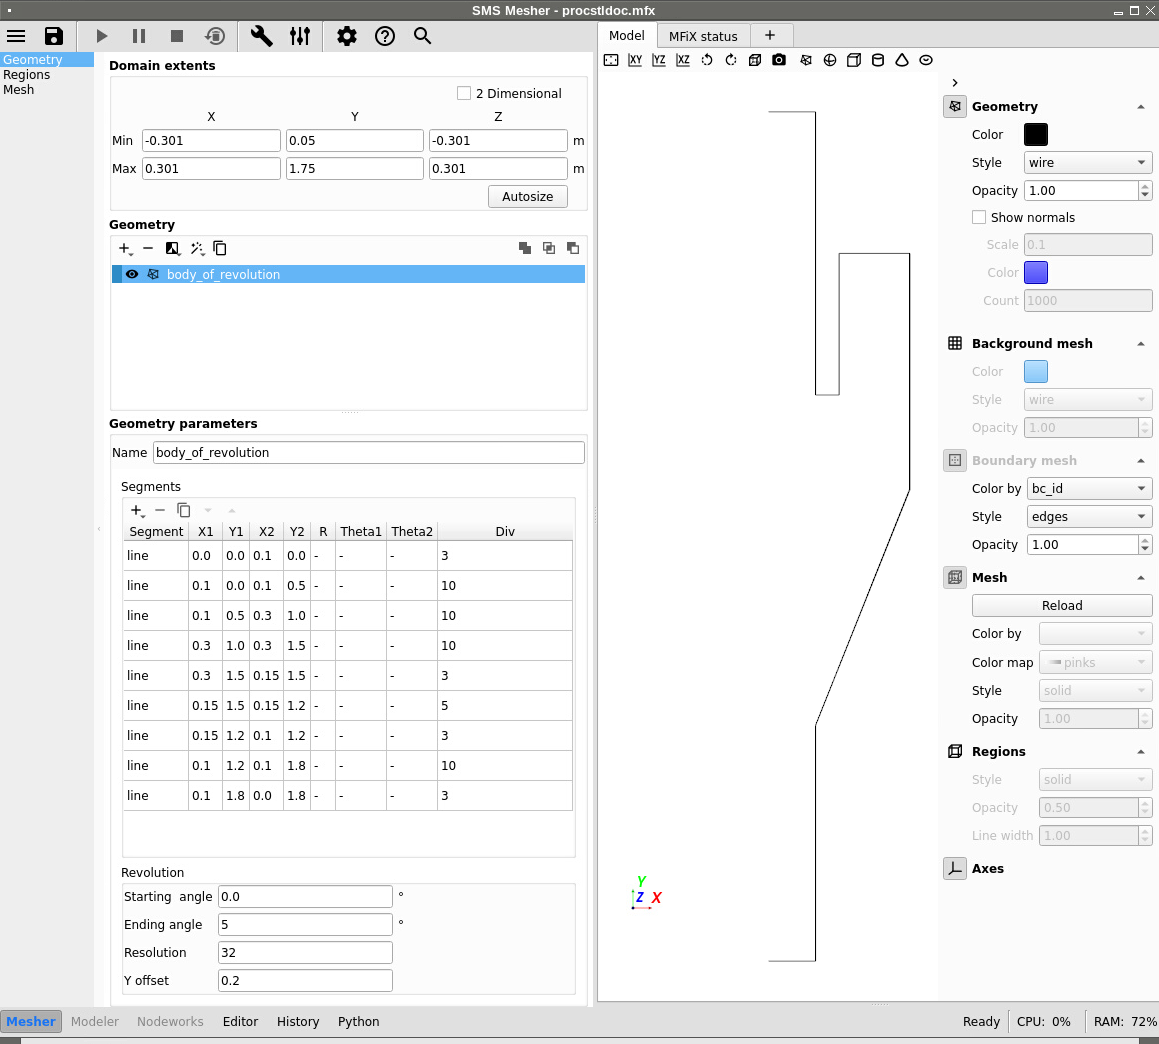 SMS Mesher - procstldoc.mfx
Geometry
Regions
Mesh
Domain extents
2 Dimensional
X Y Z
Min -0.301 0.05 -0.301 m
Max 0.301 1.75 0.301 m
Autosize
Geometry
body_of_revolution
Geometry parameters
Name body_of_revolution
Segments
Segment X1 Y1 X2 Y2 R Theta1 Theta2 Div
line 0.0 0.0 0.1 0.0 - - - 3
line 0.1 0.0 0.1 0.5 - - - 10
line 0.1 0.5 0.3 1.0 - - - 10
line 0.3 1.0 0.3 1.5 - - - 10
line 0.3 1.5 0.15 1.5 - - - 3
line 0.15 1.5 0.15 1.2 - - - 5
line 0.15 1.2 0.1 1.2 - - - 3
line 0.1 1.2 0.1 1.8 - - - 10
line 0.1 1.8 0.0 1.8 - - - 3
Revolution
Starting angle 0.0 °
Ending angle 5 °
Resolution 32
Y offset 0.2
Model MFiX status +
XY YZ XZ
Y
Z X
Geometry
Color
Style wire
Opacity 1.00
Show normals
Scale 0.1
Color
Count 1000
Background mesh
Color
Style wire
Opacity 1.00
Boundary mesh
Color by bc_id
Style edges
Opacity 1.00
Mesh
Reload
Color by
Color map pinks
Style solid
Opacity 1.00
Regions
Style solid
Opacity 0.50
Line width 1.00
Axes
Mesher Modeler Nodeworks Editor History Python Ready CPU: 0% RAM: 72%